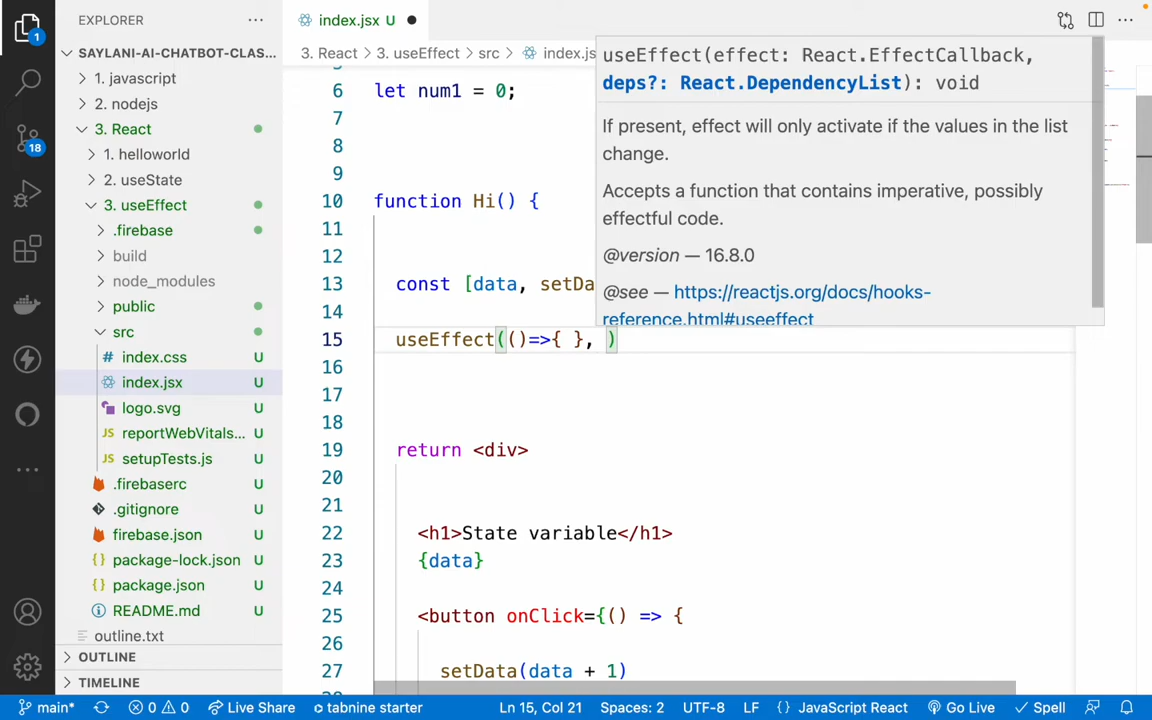 EXPLORER
SAYLANI-AI-CHATBOT-CLAS...
1. javascript
2. nodejs
3. React
1. helloworld
2. useState
3. useEffect
.firebase
build
node_modules
public
src
# index.css U
index.jsx U
logo.svg U
JS reportWebVitals... U
JS setupTests.js U
.firebaserc U
.gitignore U
firebase.json U
{} package-lock.json U
{} package.json U
README.md U
outline.txt
OUTLINE
TIMELINE
1
18
index.jsx U
3. React > 3. useEffect > src > index.js
6 let num1 = 0;
7
8
9
10 function Hi() {
11
12
13 const [data, setDa
14
15 useEffect(()=>{ }, )
16
17
18
19 return <div>
20
21
22 <h1>State variable</h1>
23 {data}
24
25 <button onClick={() => {
26
27 setData(data + 1)
useEffect(effect: React.EffectCallback,
deps?: React.DependencyList): void
If present, effect will only activate if the values in the list
change.
Accepts a function that contains imperative, possibly
effectful code.
@version — 16.8.0
@see — https://reactjs.org/docs/hooks-
reference.html#useeffect
main* 0 0 Live Share tabnine starter Ln 15, Col 21 Spaces: 2 UTF-8 LF {} JavaScript React Go Live Spell